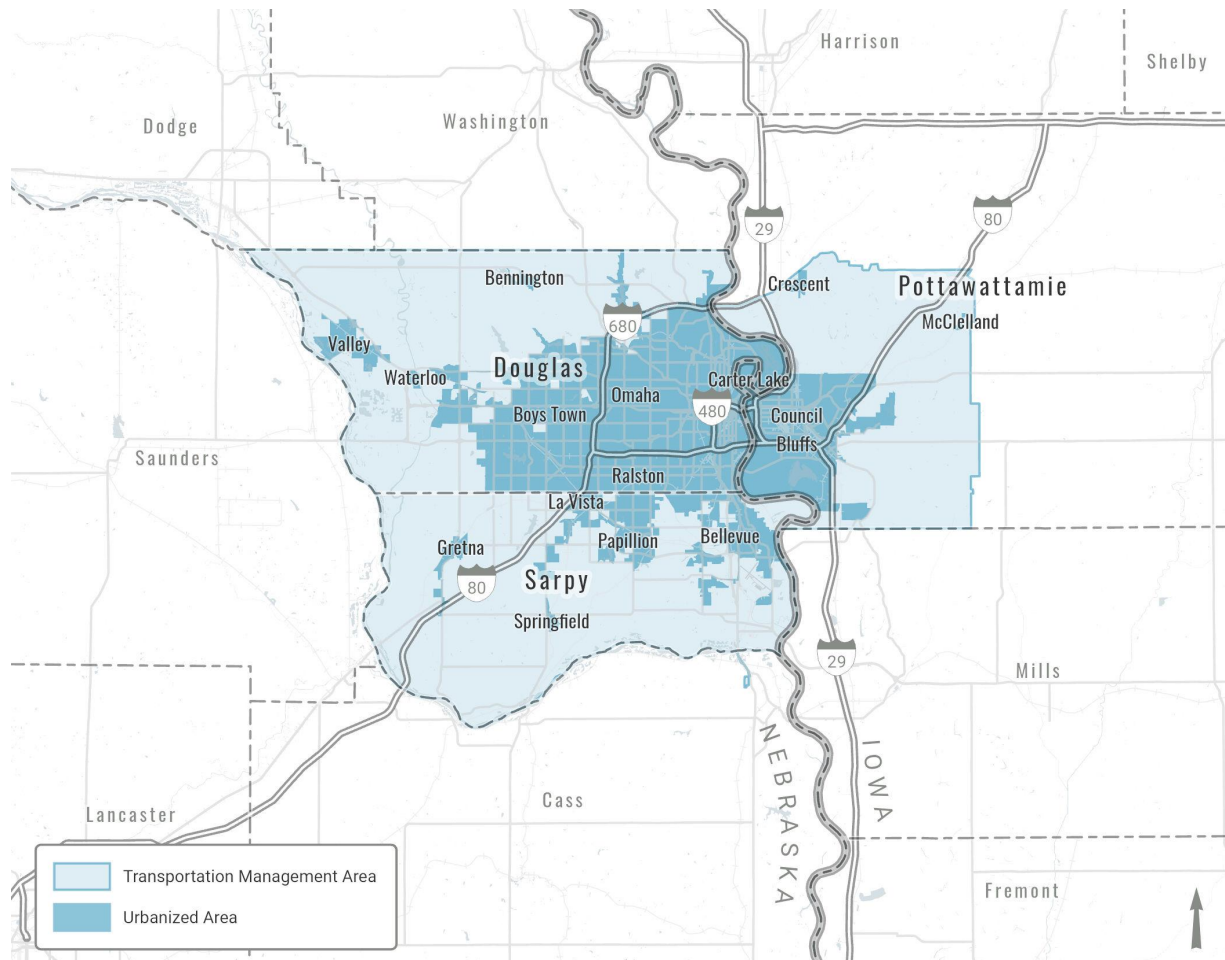 Harrison
Shelby
Dodge
Washington
29
80
Bennington
Crescent
Pottawattamie
680
McClelland
Valley
Douglas
Waterloo
Carter Lake
Omaha
480
Boys Town
Council
Bluffs
Saunders
Ralston
La Vista
Papillion
Bellevue
Gretna
80
Sarpy
Springfield
29
Mills
NEBRASKA
IOWA
Cass
Lancaster
Transportation Management Area
Urbanized Area
Fremont